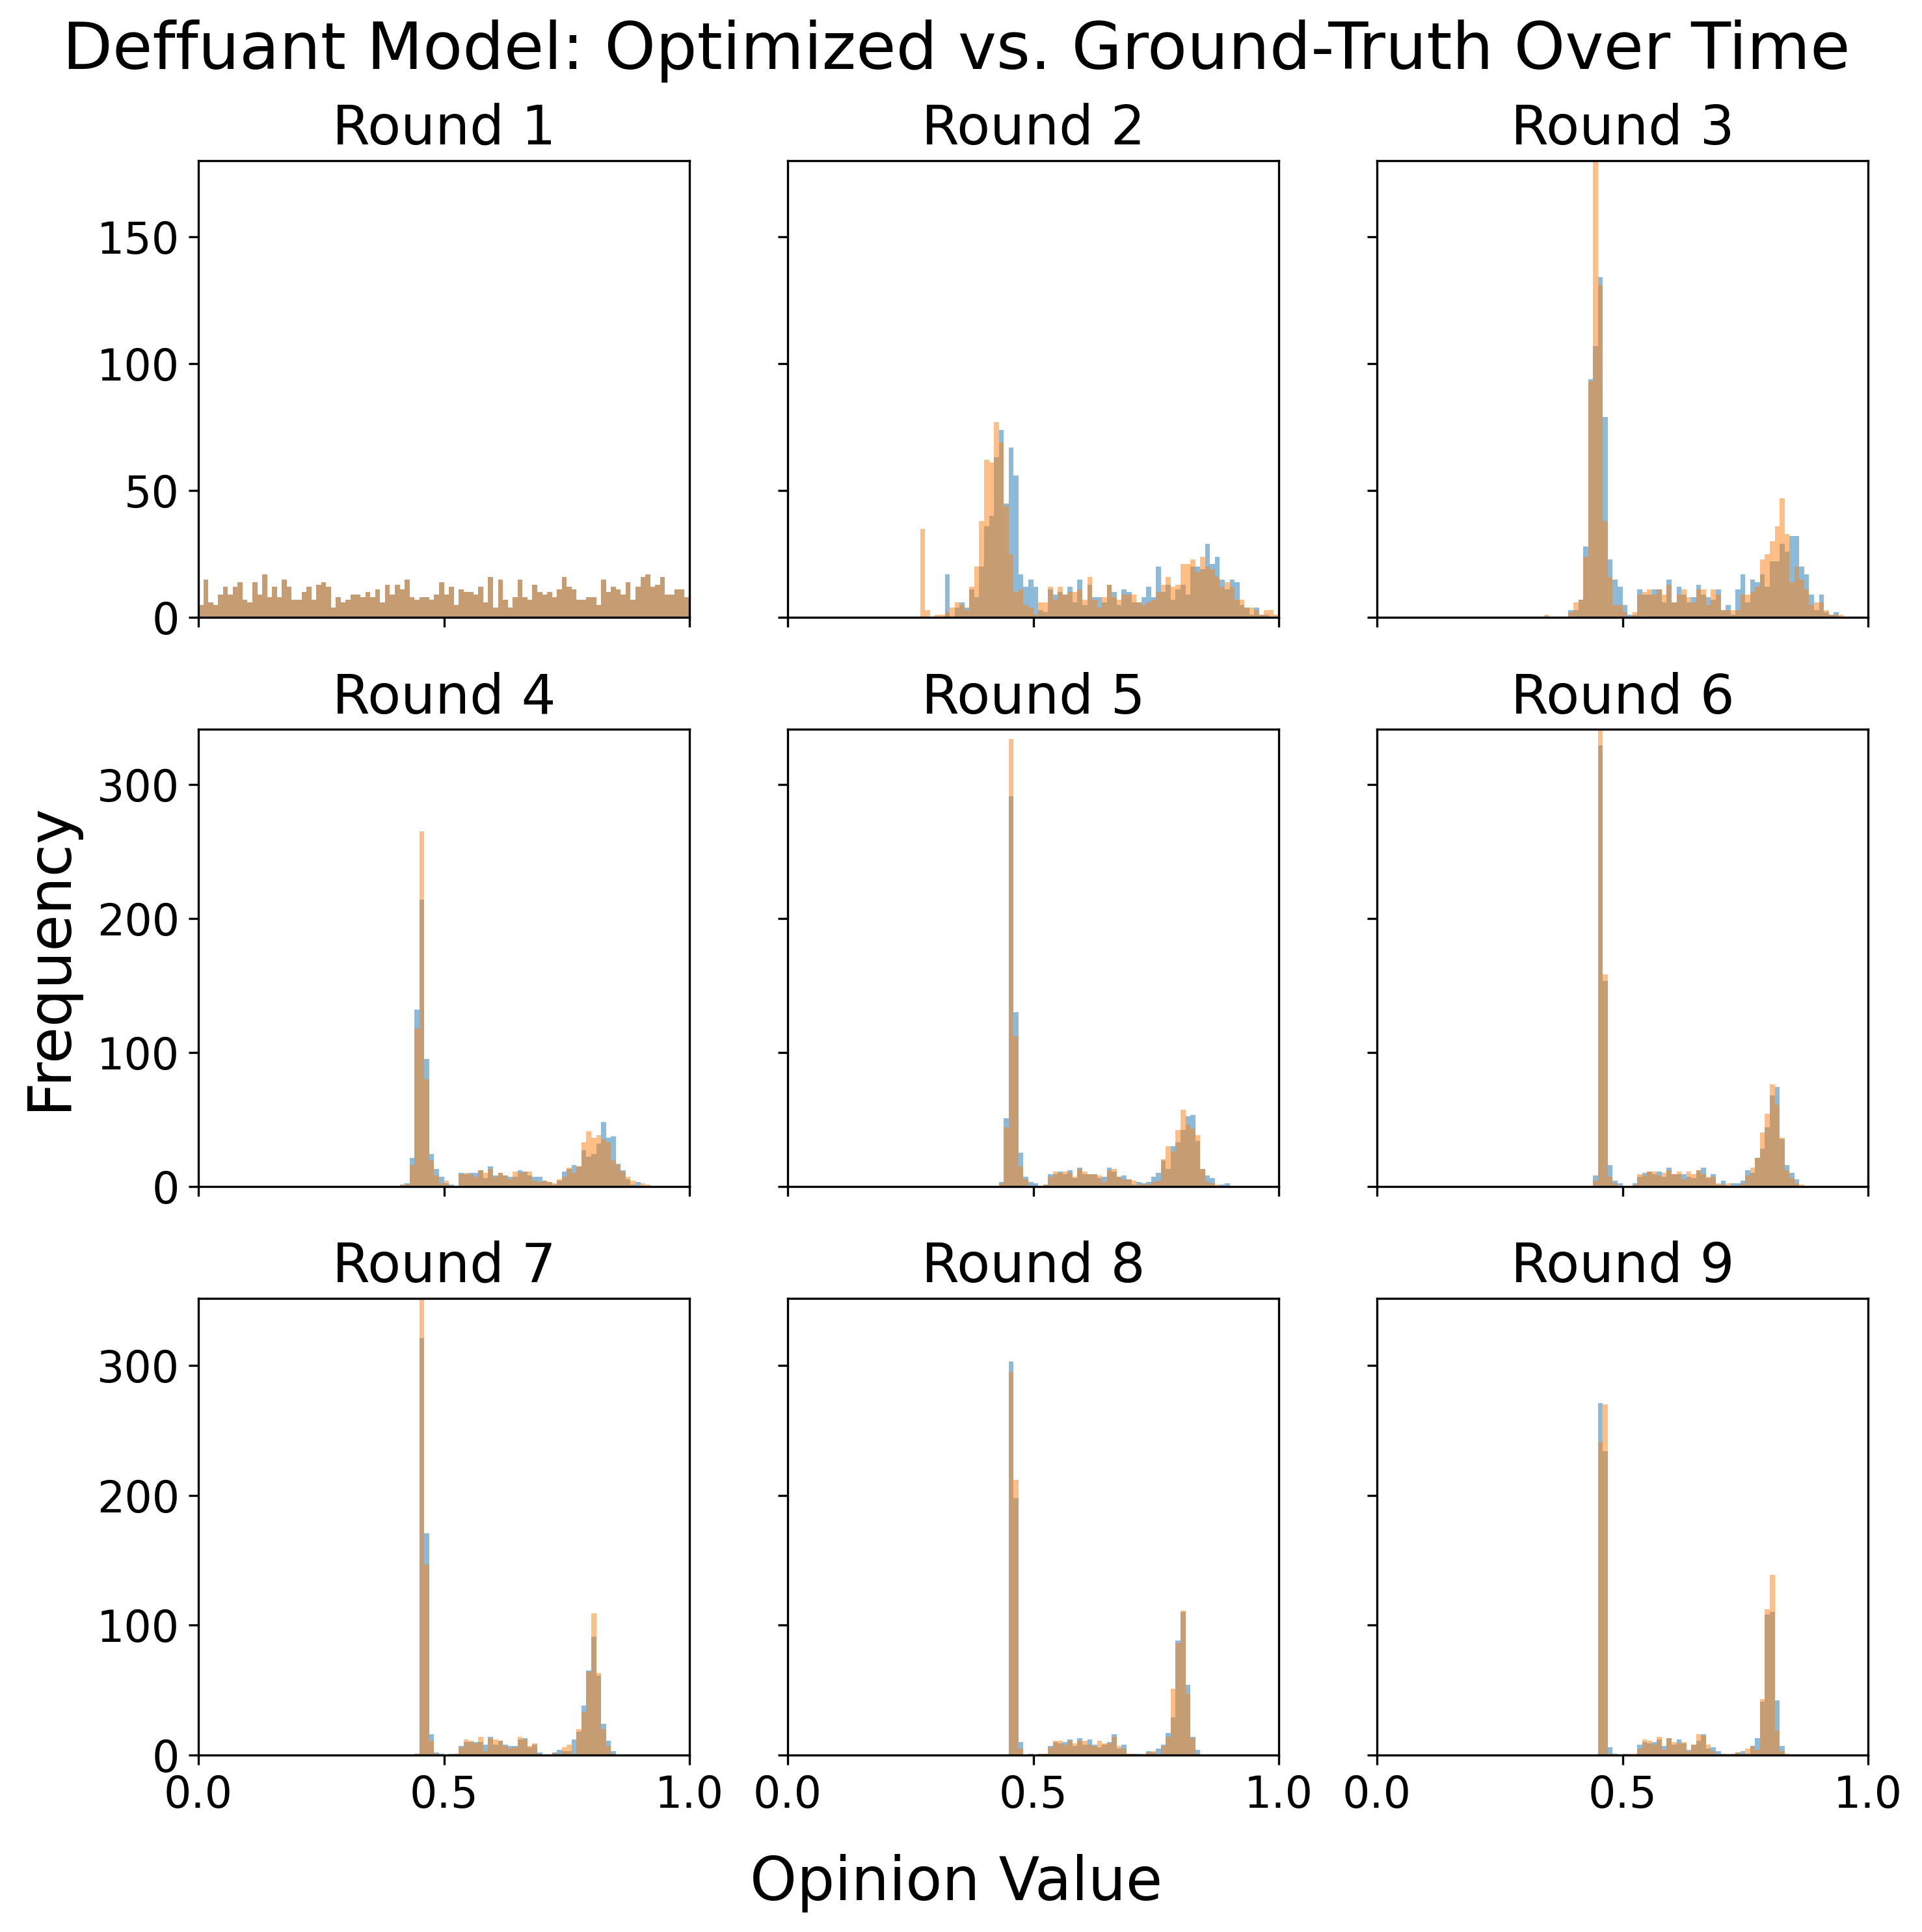 Deffuant Model: Optimized vs. Ground-Truth Over Time
Round 1
Round 2
Round 3
150
100
50
0
Round 4
Round 5
Round 6
300
200
100
0
Frequency
Round 7
Round 8
Round 9
300
200
100
0
0.0 0.5 1.0
0.0 0.5 1.0
0.0 0.5 1.0
Opinion Value